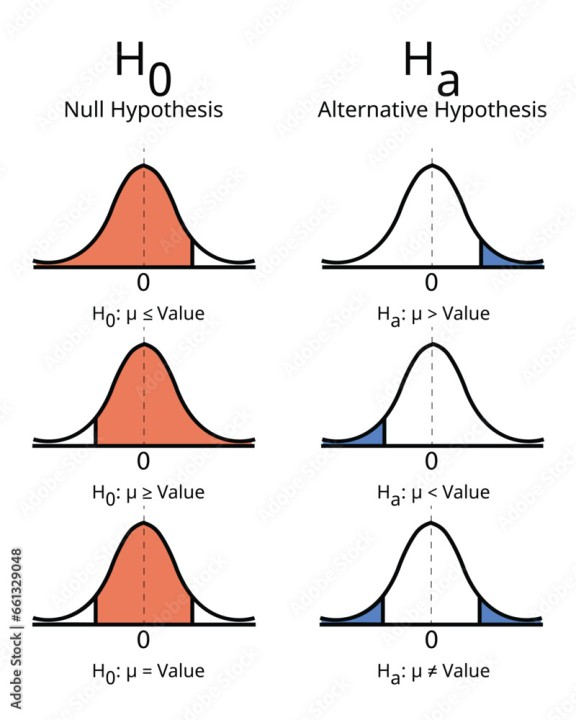 H0
Null Hypothesis
Ha
Alternative Hypothesis
0
0
H0: µ ≤ Value
Ha: µ > Value
0
0
H0: µ ≥ Value
Ha: µ < Value
0
0
H0: µ = Value
Ha: µ ≠ Value
Adobe Stock | #661329048